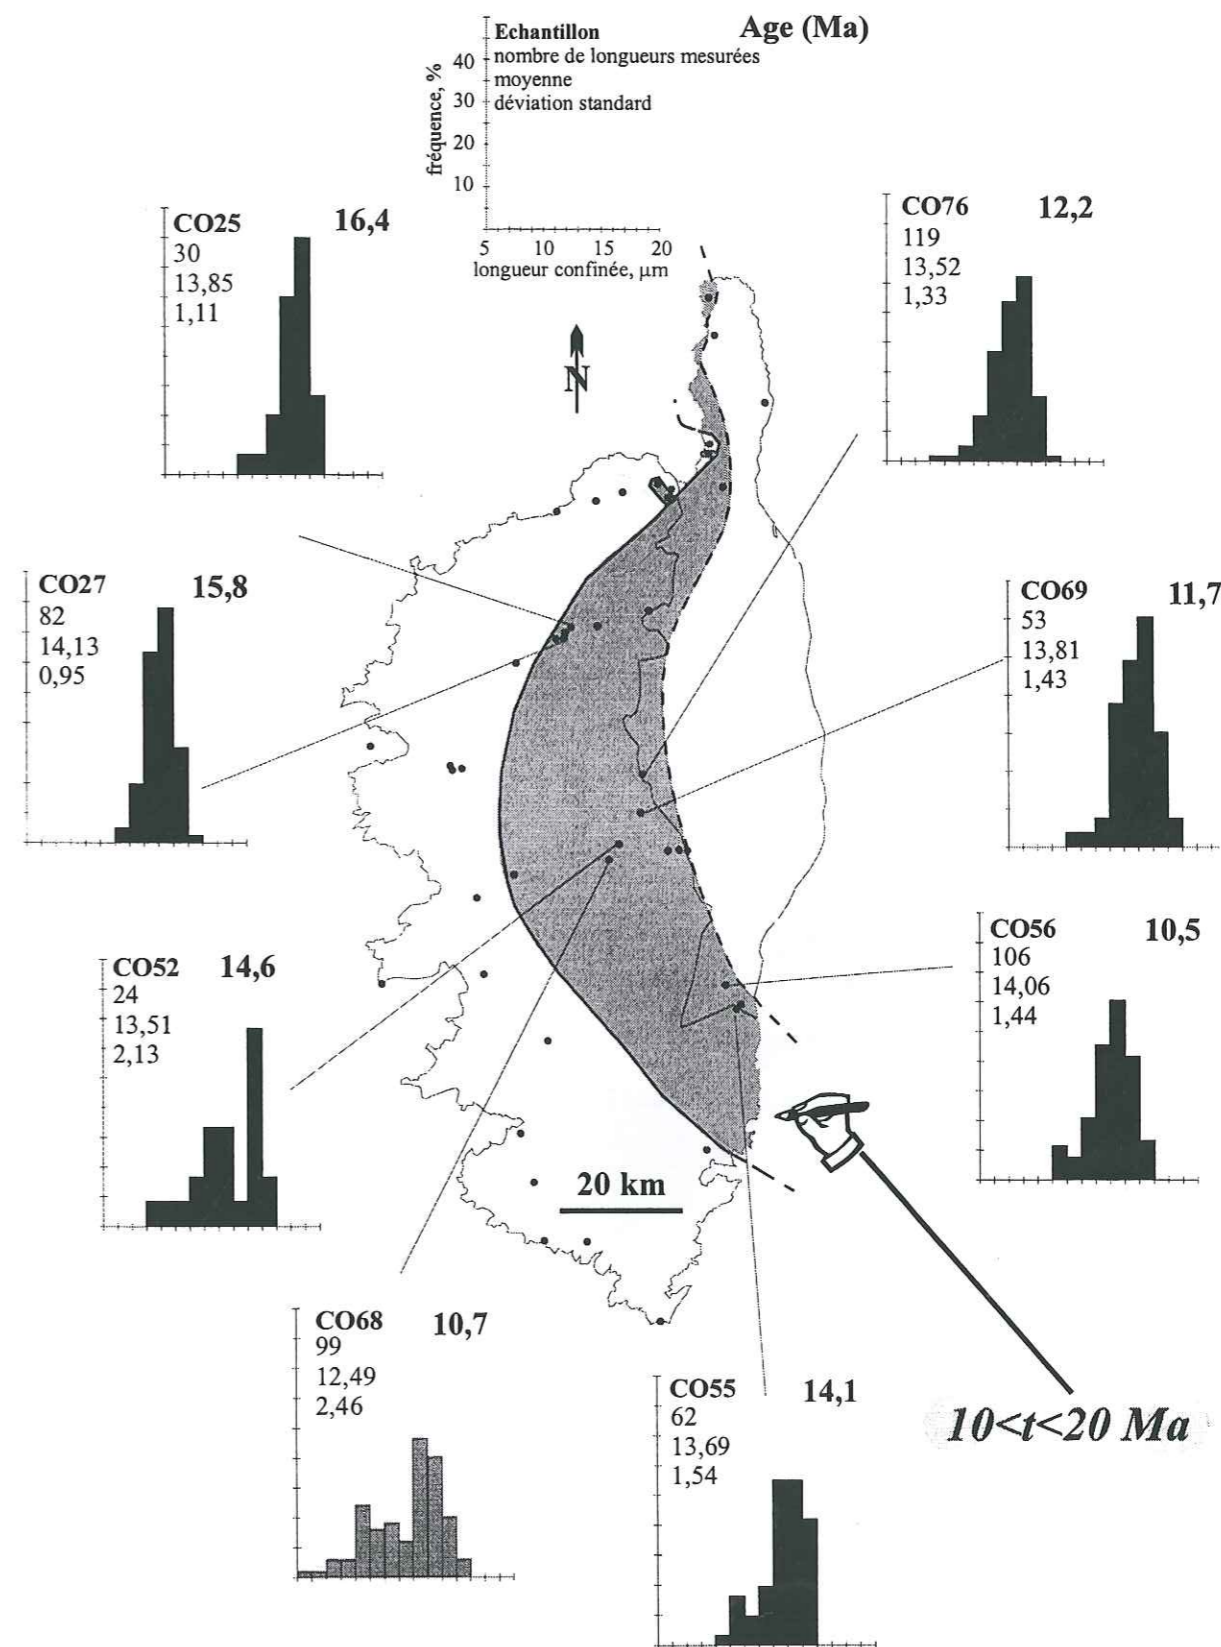 Age (Ma)
Echantillon
nombre de longueurs mesurées
moyenne
déviation standard
fréquence, %
40
30
20
10
5 10 15 20
longueur confinée, µm
CO25 16,4
30
13,85
1,11
CO76 12,2
119
13,52
1,33
N
CO27 15,8
82
14,13
0,95
CO69 11,7
53
13,81
1,43
CO52 14,6
24
13,51
2,13
CO56 10,5
106
14,06
1,44
20 km
CO68 10,7
99
12,49
2,46
CO55 14,1
62
13,69
1,54
10<t<20 Ma